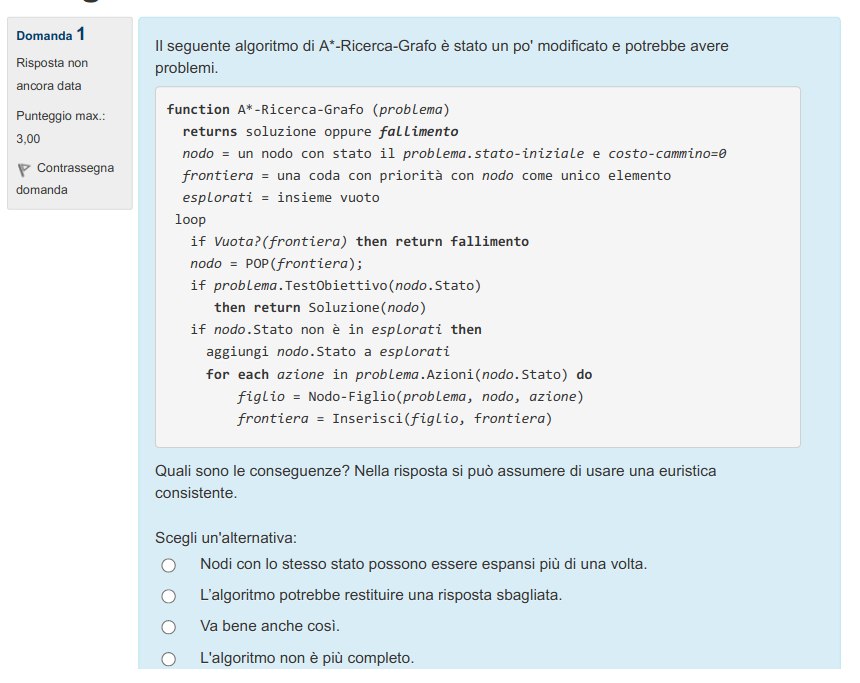 Domanda 1
Risposta non
ancora data
Punteggio max.:
3,00
Contrassegna
domanda
Il seguente algoritmo di A*-Ricerca-Grafo è stato un po' modificato e potrebbe avere
problemi.
function A*-Ricerca-Grafo (problema)
returns soluzione oppure fallimento
nodo = un nodo con stato il problema.stato-iniziale e costo-cammino=0
frontiera = una coda con priorità con nodo come unico elemento
esplorati = insieme vuoto
loop
if Vuota?(frontiera) then return fallimento
nodo = POP(frontiera);
if problema.TestObiettivo(nodo.Stato)
then return Soluzione(nodo)
if nodo.Stato non è in esplorati then
aggiungi nodo.Stato a esplorati
for each azione in problema.Azioni(nodo.Stato) do
figlio = Nodo-Figlio(problema, nodo, azione)
frontiera = Inserisci(figlio, frontiera)
Quali sono le conseguenze? Nella risposta si può assumere di usare una euristica
consistente.
Scegli un'alternativa:
Nodi con lo stesso stato possono essere espansi più di una volta.
L'algoritmo potrebbe restituire una risposta sbagliata.
Va bene anche così.
L'algoritmo non è più completo.